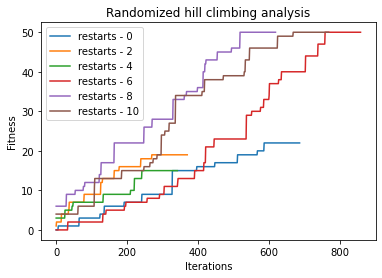 Randomized hill climbing analysis
restarts - 0
restarts - 2
restarts - 4
restarts - 6
restarts - 8
restarts - 10
Fitness
50
40
30
20
10
0
0 200 400 600 800
Iterations